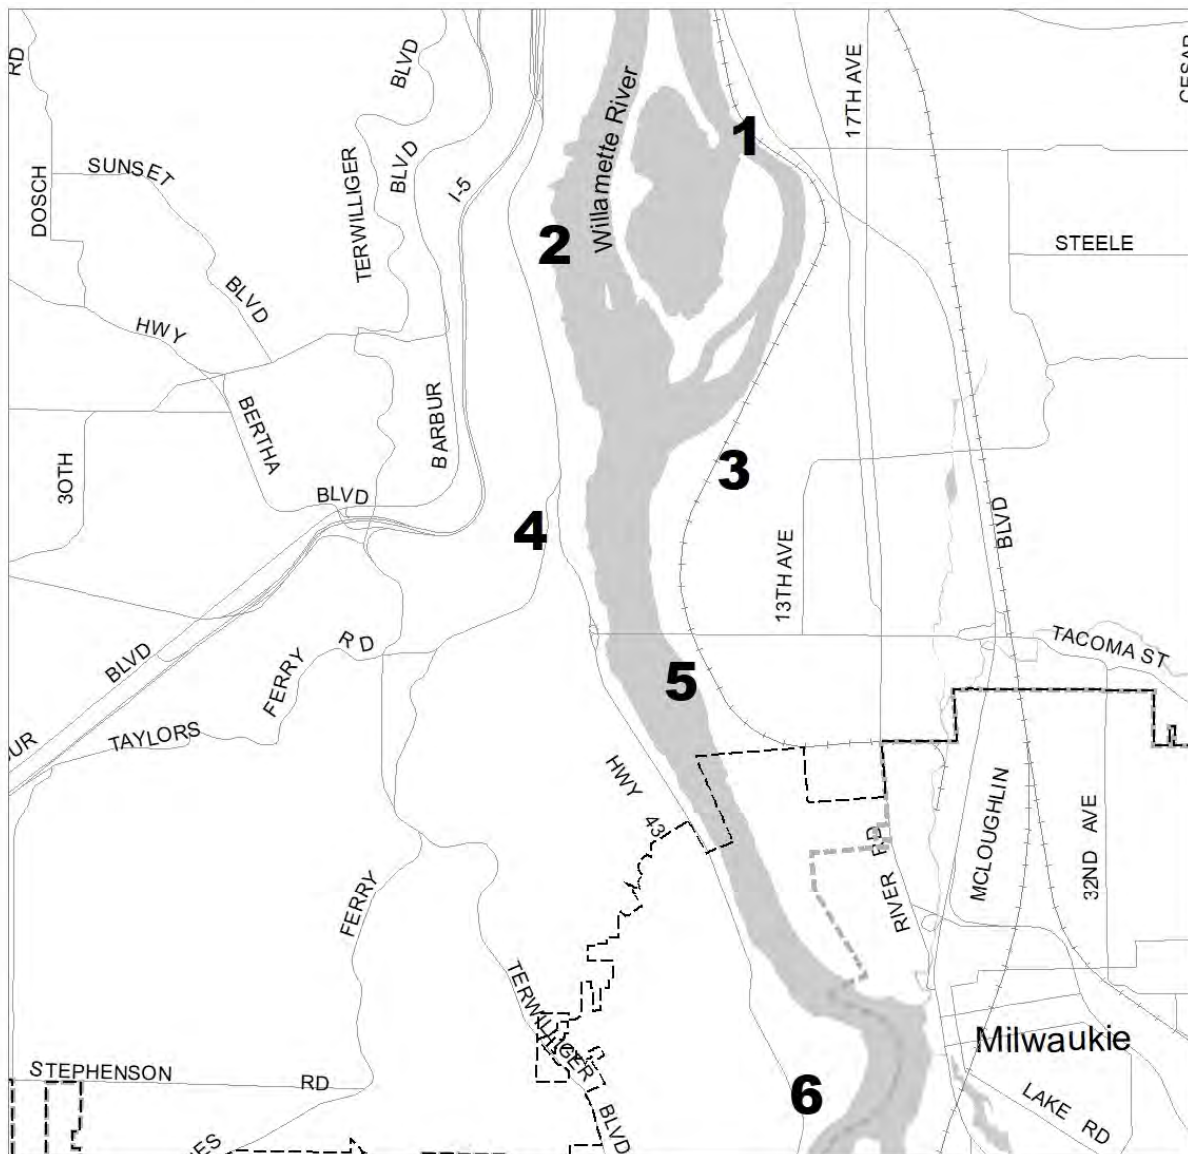 RD
BLVD
17TH AVE
CESAR
1
Willamette River
SUNSET
DOSCH
TERWILLIGER
BLVD
I-5
2
STEELE
BLVD
HWY
BERTHA
BARBUR
3
30TH
BLVD
4
BLVD
13TH AVE
RD
FERRY
BLVD
TACOMA ST
5
TAYLORS
UR
HWY
43
MCLOUGHLIN
32ND AVE
RIVER RD
FERRY
TERWILLIGER
BLVD
Milwaukie
STEPHENSON RD
6
LAKE RD
ES